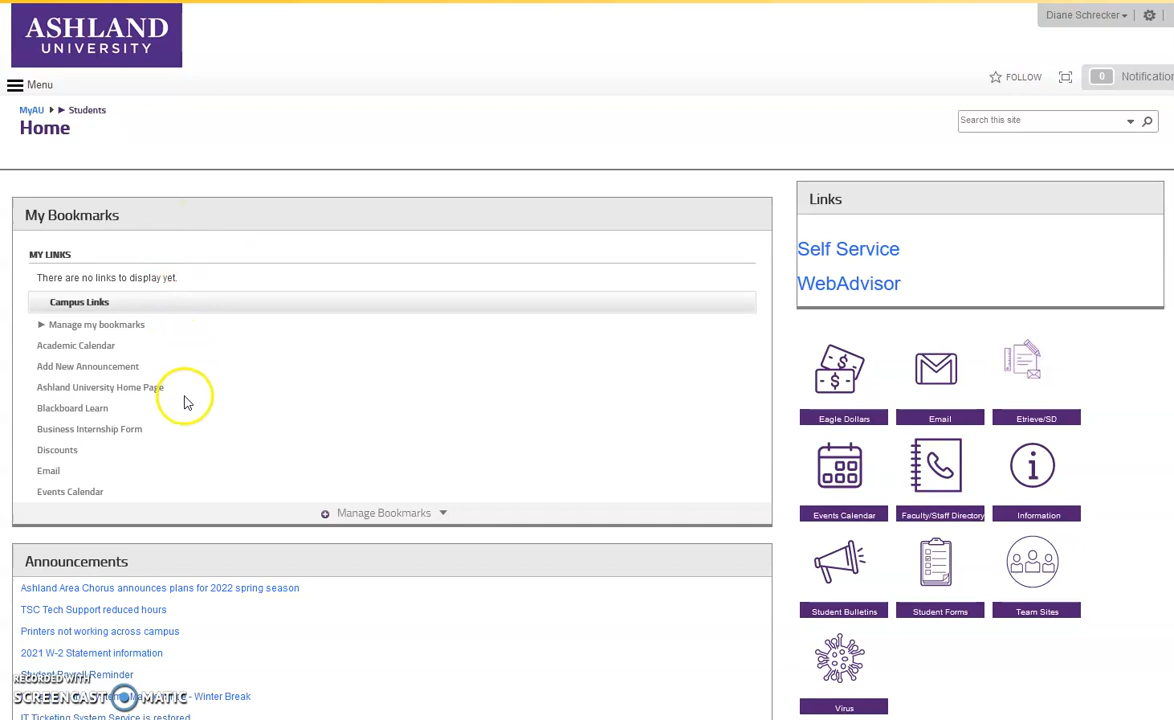 ASHLAND
UNIVERSITY
Diane Schrecker
Menu
FOLLOW
0
Notification
MyAU Students
Home
Search this site
My Bookmarks
MY LINKS
There are no links to display yet.
Campus Links
Manage my bookmarks
Academic Calendar
Add New Announcement
Ashland University Home Page
Blackboard Learn
Business Internship Form
Discounts
Email
Events Calendar
Manage Bookmarks
Announcements
Ashland Area Chorus announces plans for 2022 spring season
TSC Tech Support reduced hours
Printers not working across campus
2021 W-2 Statement information
Student Payroll Reminder
- Winter Break
IT Ticketing System Service is restored
RECORDED WITH
SCREENCAST-O-MATIC
Links
Self Service
WebAdvisor
Eagle Dollars
Email
Etrieve/SD
Events Calendar
Faculty/Staff Directory
Information
Student Bulletins
Student Forms
Team Sites
Virus